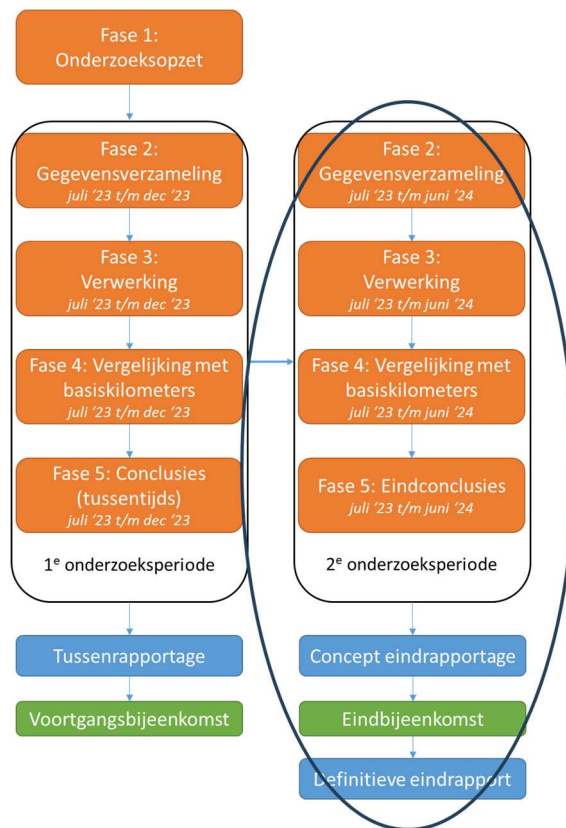 Fase 1:
Onderzoeksopzet
Fase 2:
Gegevensverzameling
juli ‘23 t/m dec ‘23
Fase 3:
Verwerking
juli ‘23 t/m dec ‘23
Fase 4: Vergelijking met
basiskilometers
juli ‘23 t/m dec ‘23
Fase 5: Conclusies
(tussentijds)
juli ‘23 t/m dec ‘23
1e onderzoeksperiode
Tussenrapportage
Voortgangsbijeenkomst
Fase 2:
Gegevensverzameling
juli ‘23 t/m juni ‘24
Fase 3:
Verwerking
juli ‘23 t/m juni ‘24
Fase 4: Vergelijking met
basiskilometers
juli ‘23 t/m juni ‘24
Fase 5: Eindconclusies
juli ‘23 t/m juni ‘24
2e onderzoeksperiode
Concept eindrapportage
Eindbijeenkomst
Definitieve eindrapport